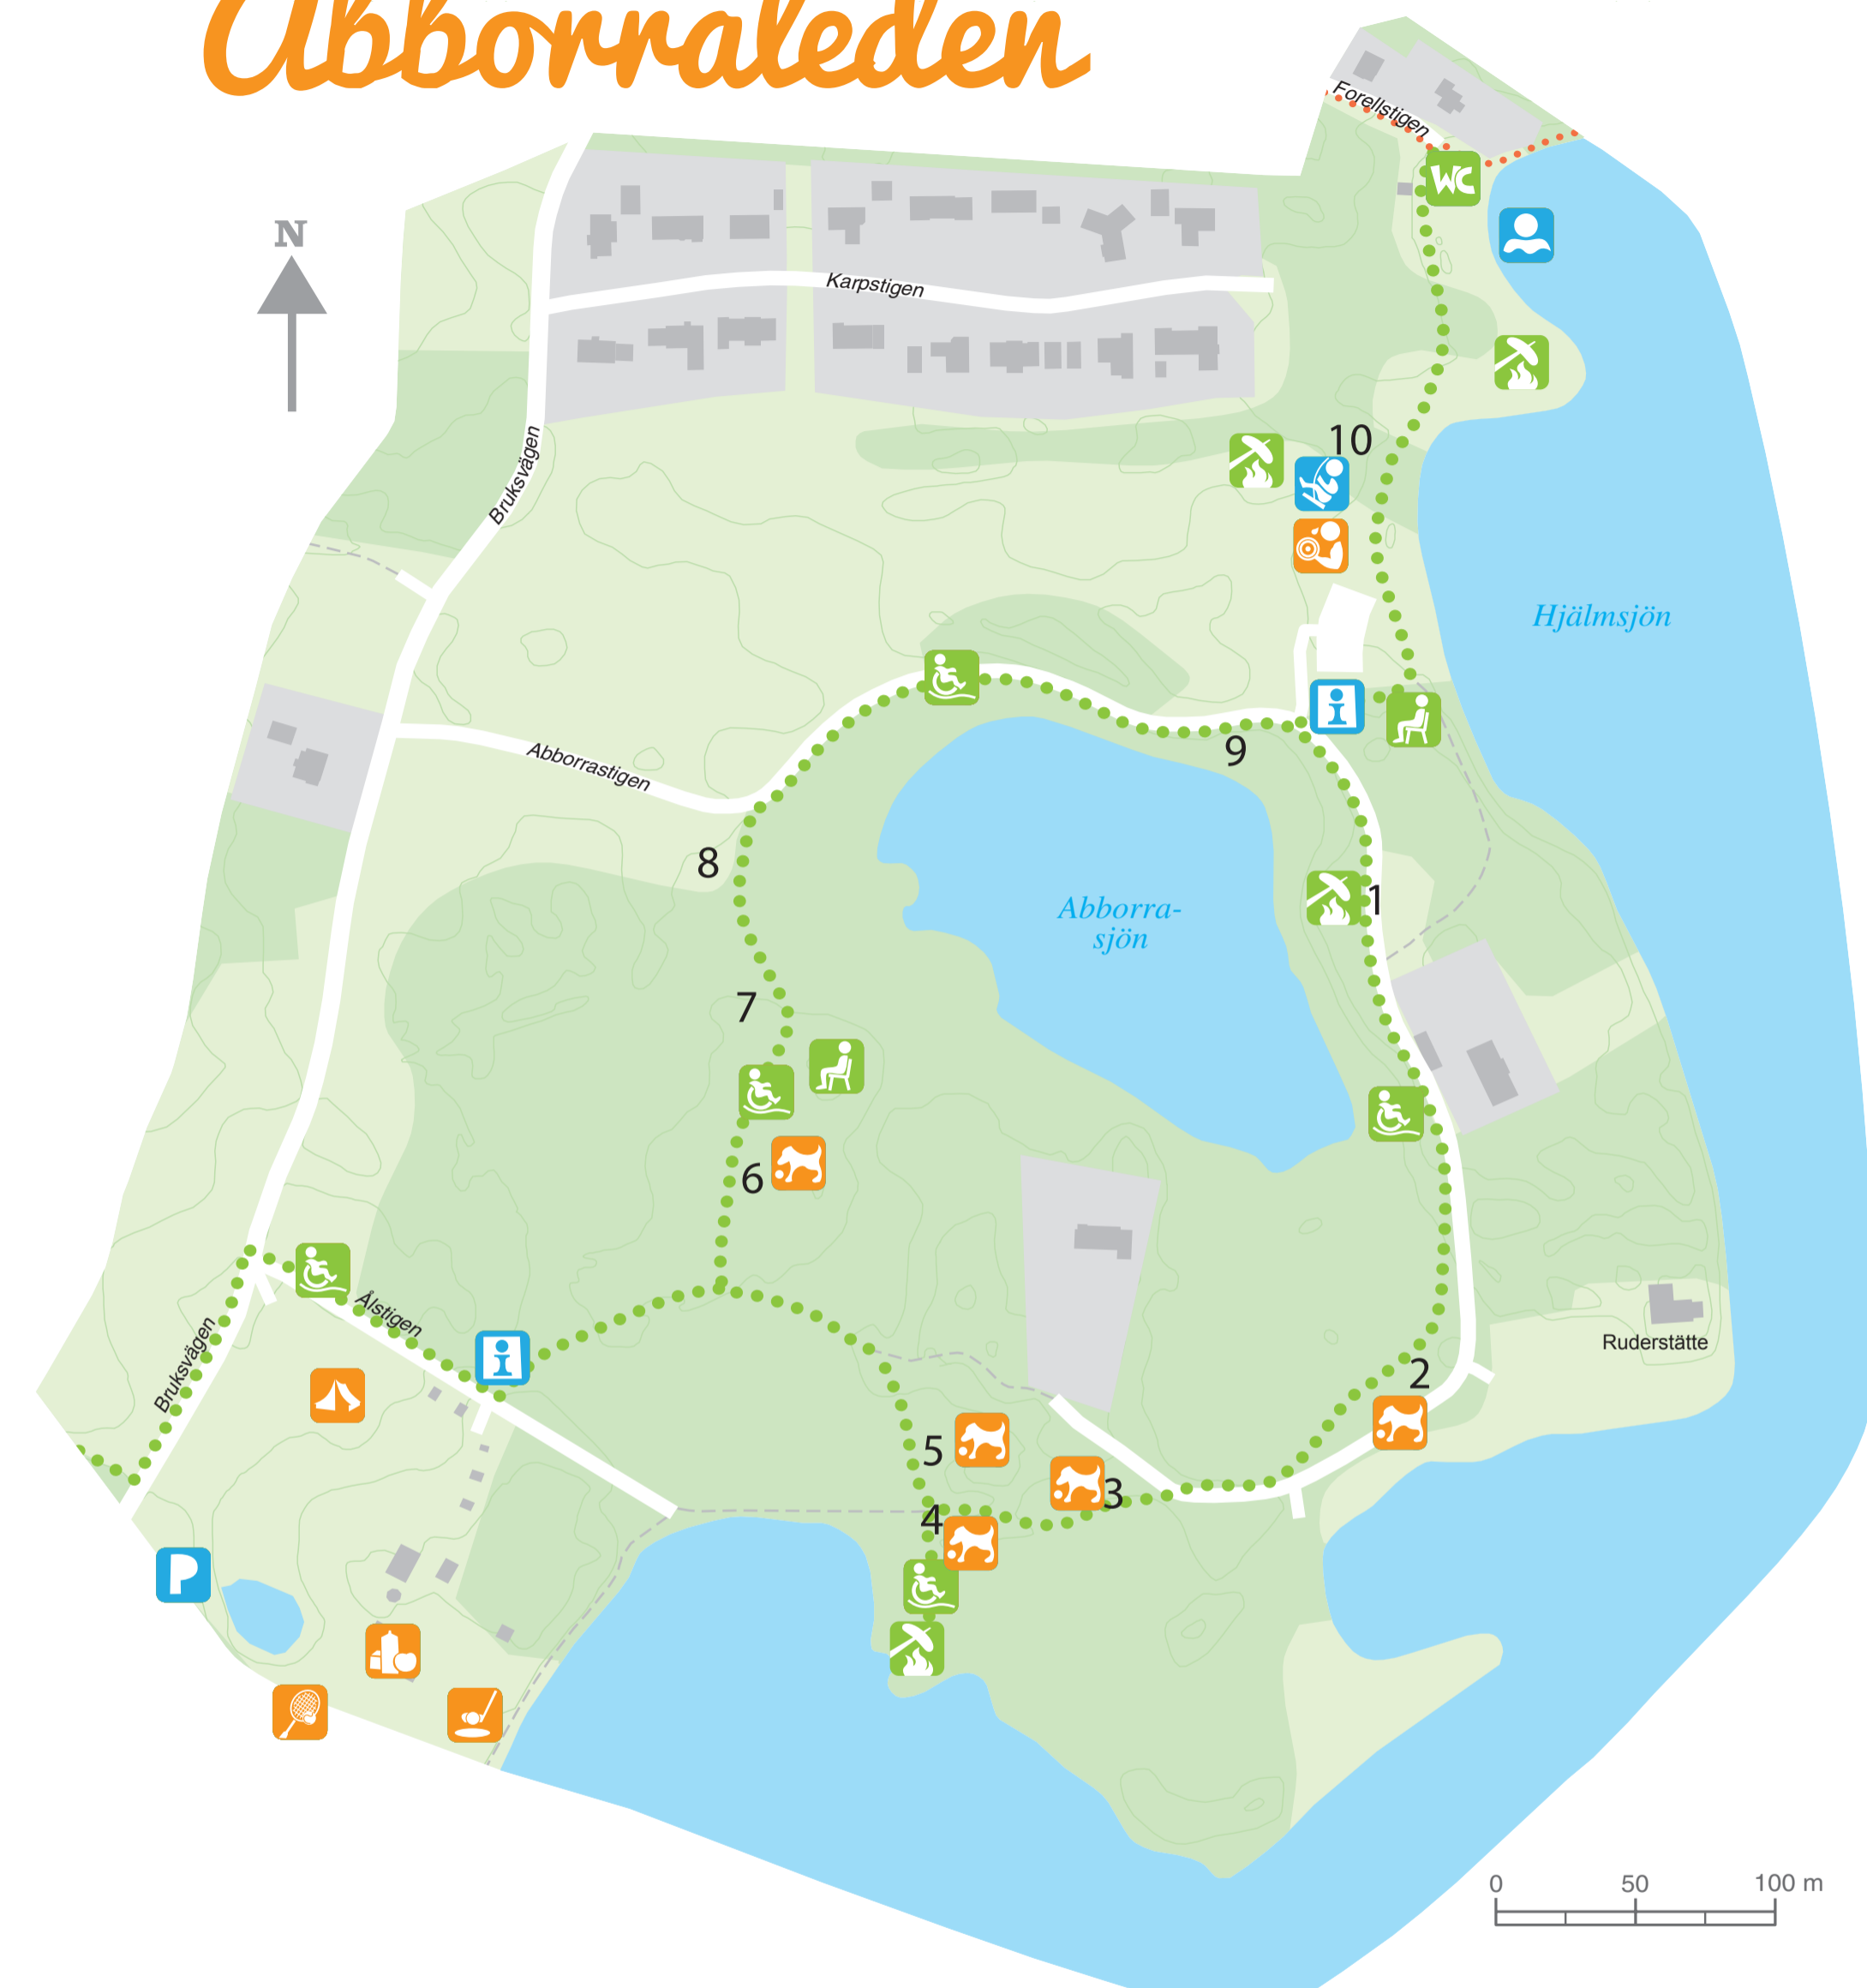 Abborraleden
Forellstigen
WC
N
Karpstigen
Bruksvägen
10
Hjälmsjön
i
9
Abborrastigen
8
Abborra-
sjön
1
7
6
Ålstigen
Bruksvägen
i
Ruderstätte
2
5
3
4
P
0 50 100 m